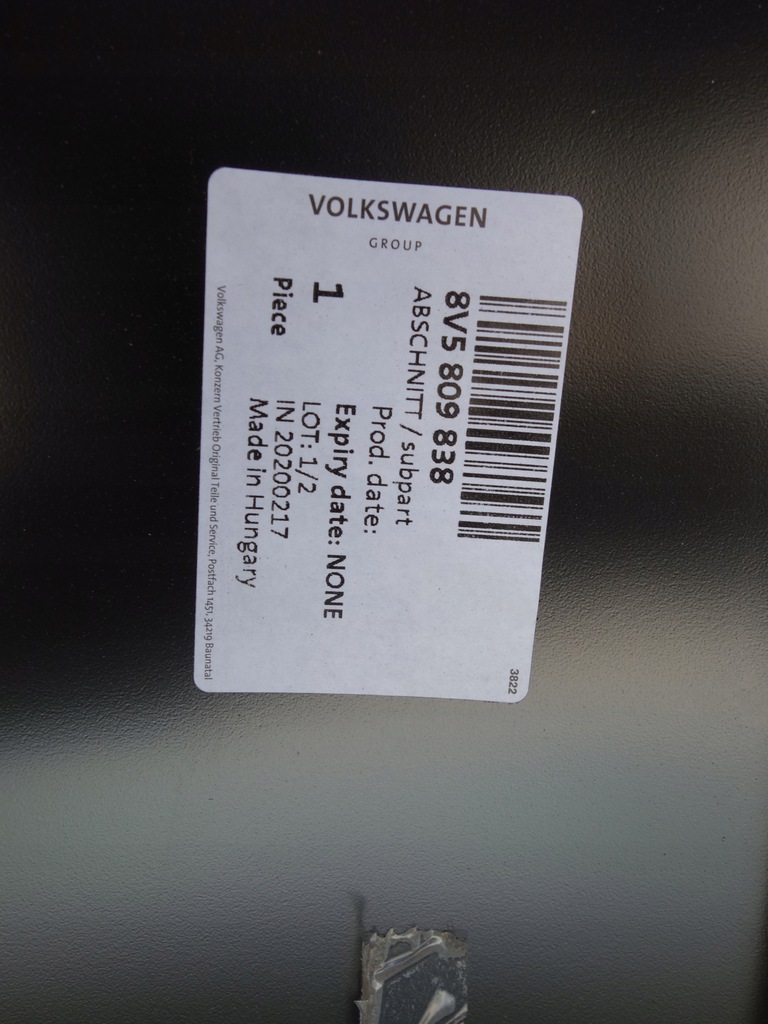 VOLKSWAGEN
GROUP
8V5 809 838
ABSCHNITT / subpart
Prod. date:
Expiry date: NONE
1
LOT: 1/2
IN 20200217
Piece
Made in Hungary
Volkswagen AG, Konzern Vertrieb Original Teile und Service, Postfach 1451, 34219 Baunatal
3822